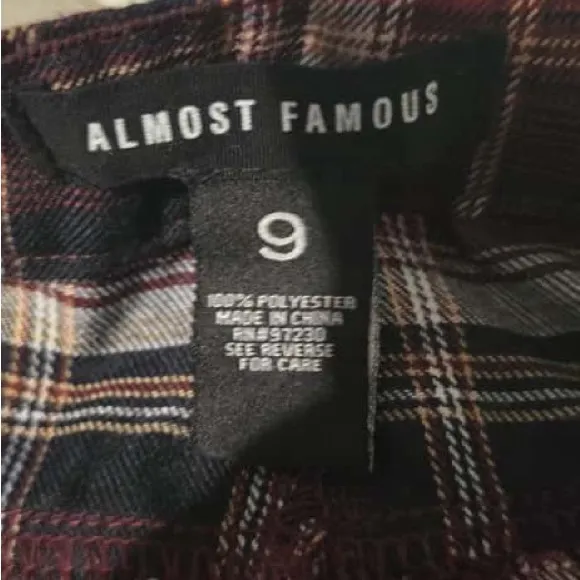 ALMOST FAMOUS
9
100% POLYESTER
MADE IN CHINA
RN# 97230
SEE REVERSE
FOR CARE